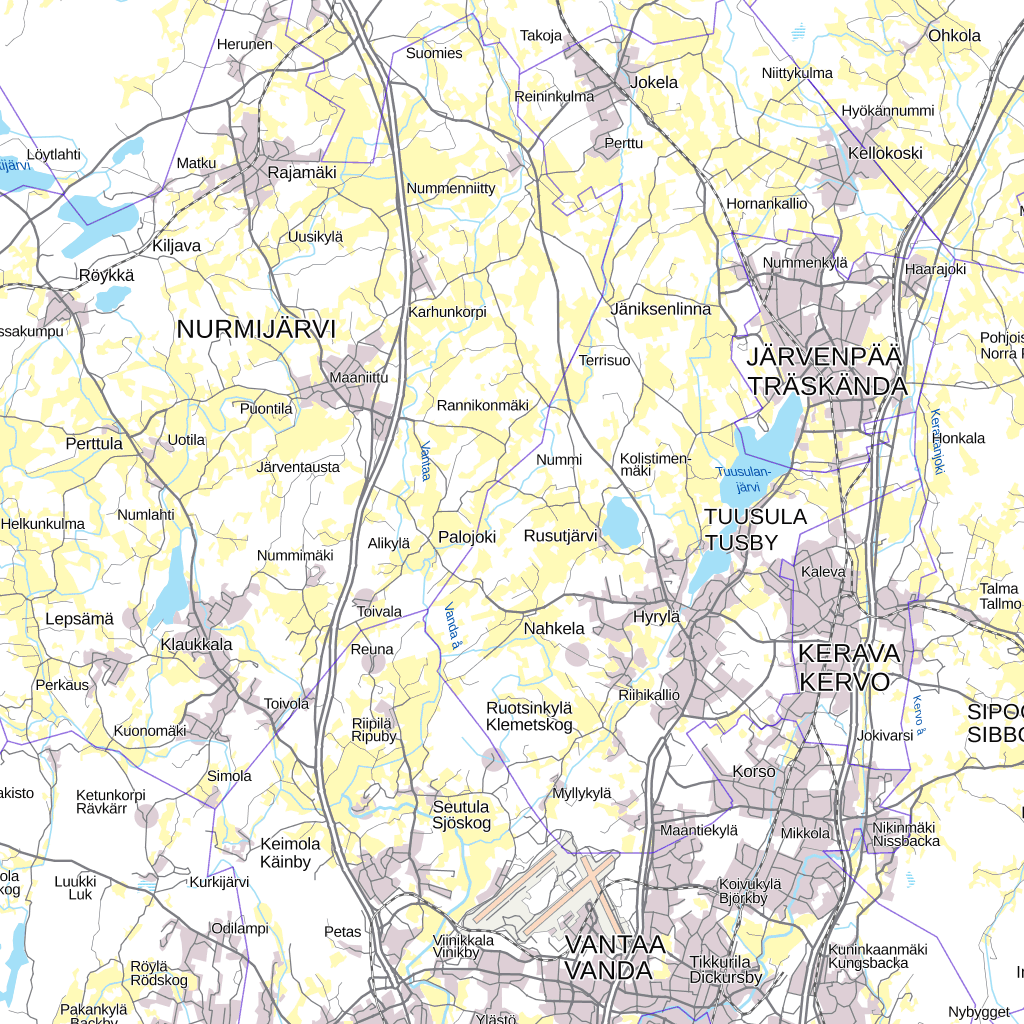 Herunen
Suomies
Takoja
Ohkola
Niittykulma
Jokela
Reininkulma
Hyökännummi
Perttu
Kellokoski
Löytlahti
Matku
Rajamäki
Nummenniitty
Hornankallio
Uusikylä
Kiljava
Röykkä
Nummenkylä
Haarajoki
Karhunkorpi
Jäniksenlinna
ssakumpu
NURMIJÄRVI
Pohjois
Norra
JÄRVENPÄÄ
TRÄSKÄNDA
Terrisuo
Maaniittu
Rannikonmäki
Puontila
Perttula
Uotila
Vantaa
Keravanjoki
Järventausta
Nummi
Kolistimen-
mäki
Tuusulan-
järvi
Numlahti
Helkunkulma
TUUSULA
TUSBY
Alikylä
Palojoki
Rusutjärvi
Nummimäki
Kaleva
Talma
Tallmo
Toivala
Vanda å
Lepsämä
Nahkela
Hyrylä
Klaukkala
Reuna
KERAVA
KERVO
Perkaus
Toivola
Riihikallio
Kervo å
Ruotsinkylä
Klemetskog
Kuonomäki
Riipilä
Ripuby
Jokivarsi
Simola
Korso
akisto
Ketunkorpi
Rävkärr
Myllykylä
Seutula
Sjöskog
Maantiekylä
Mikkola
Nikinmäki
Nissbacka
Keimola
Käinby
Luukki
Luk
Kurkijärvi
Koivukylä
Björkby
Odilampi
Petas
Viinikkala
Vinikby
VANTAA
VANDA
Kuninkaanmäki
Kungsbacka
Tikkurila
Dickursby
Röylä
Rödskog
Pakankylä
Backby
Ylästö
Nybygget